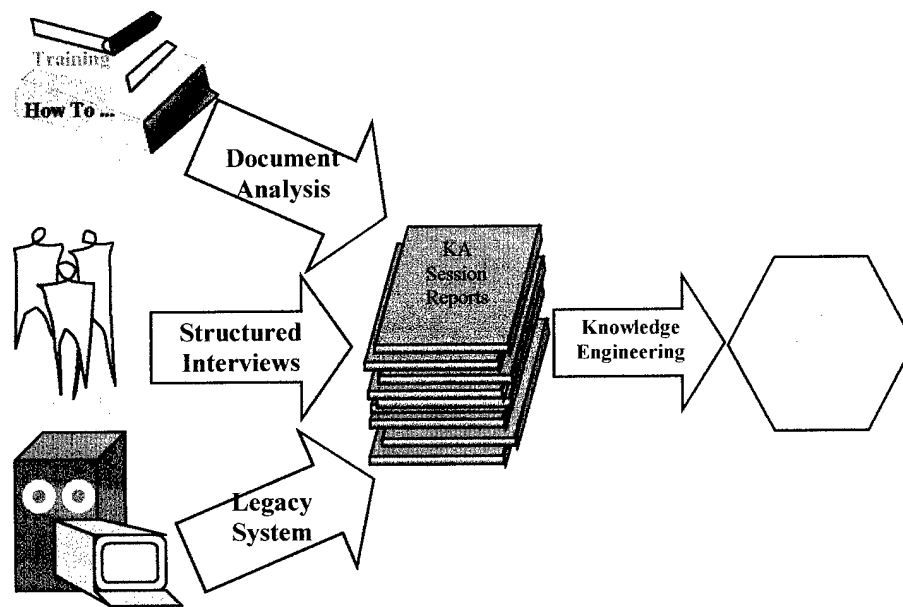 Training
How To ...
Document
Analysis
KA
Session
Reports
Structured
Interviews
Knowledge
Engineering
Legacy
System